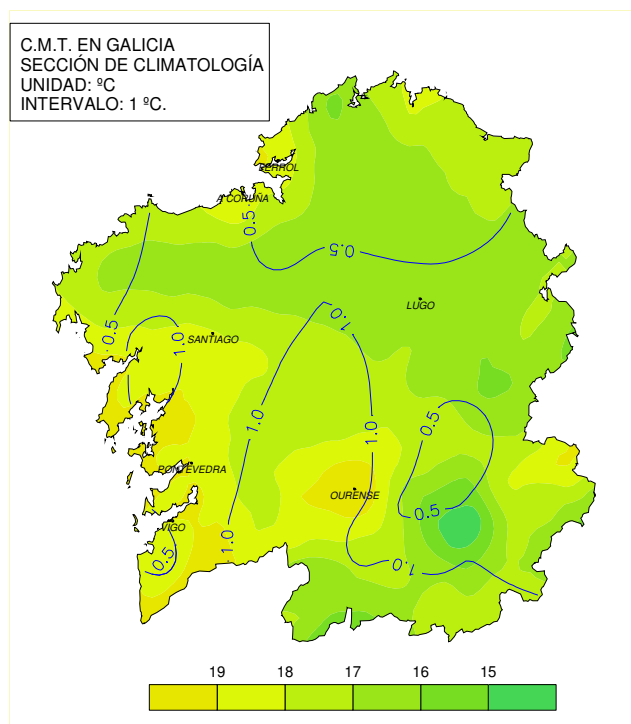 C.M.T. EN GALICIA
SECCIÓN DE CLIMATOLOGÍA
UNIDAD: ºC
INTERVALO: 1 ºC.
FERROL
A CORUÑA
0.5
0.5
LUGO
0.5
1.0
SANTIAGO
1.0
1.0
1.0
0.5
PONTEVEDRA
OURENSE
0.5
VIGO
1.0
0.5
1.0
19 18 17 16 15